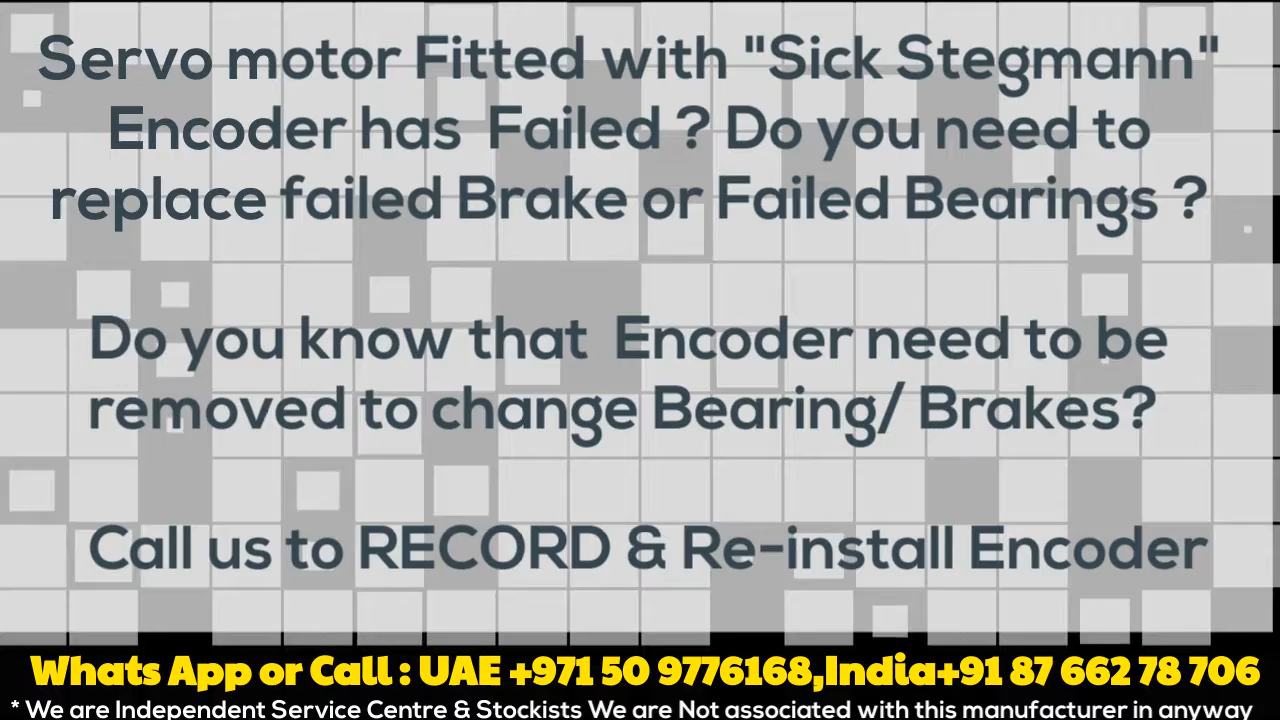 Servo motor Fitted with "Sick Stegmann"
Encoder has Failed ? Do you need to
replace failed Brake or Failed Bearings ?
Do you know that Encoder need to be
removed to change Bearing/ Brakes?
Call us to RECORD & Re-install Encoder
Whats App or Call : UAE +971 50 9776168,India+91 87 662 78 706
* We are Independent Service Centre & Stockists We are Not associated with this manufacturer in anyway